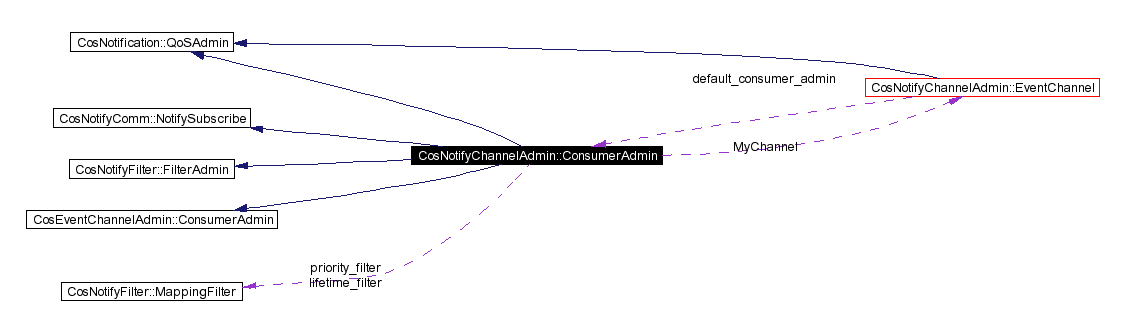 CosNotification::QoSAdmin
default_consumer_admin
CosNotifyChannelAdmin::EventChannel
CosNotifyComm::NotifySubscribe
MyChannel
CosNotifyChannelAdmin::ConsumerAdmin
CosNotifyFilter::FilterAdmin
CosEventChannelAdmin::ConsumerAdmin
priority_filter
lifetime_filter
CosNotifyFilter::MappingFilter